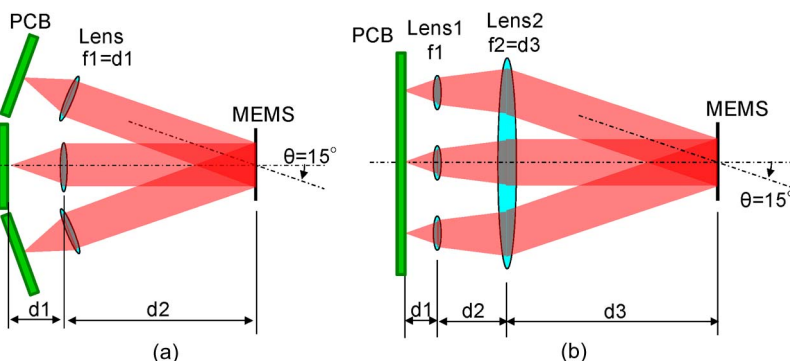 PCB
Lens
f1=d1
MEMS
θ=15°
d1
d2
(a)
PCB
Lens1
f1
Lens2
f2=d3
MEMS
θ=15°
d1
d2
d3
(b)